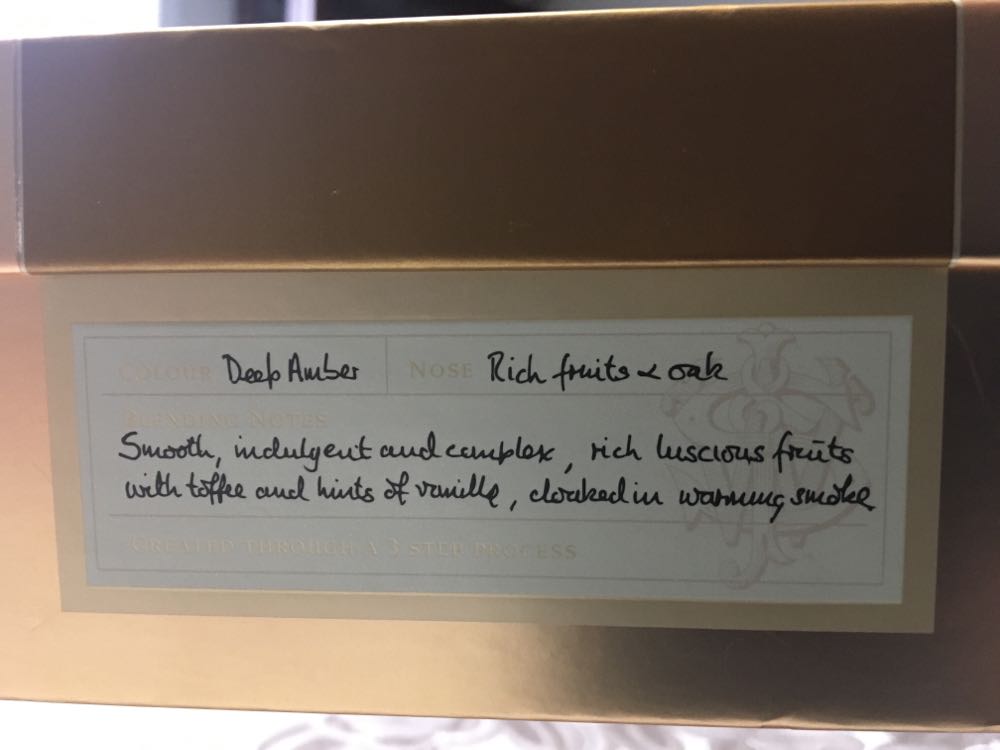 COLOUR Deep Amber NOSE Rich fruits & oak
BLENDING NOTES
Smooth, indulgent and complex, rich luscious fruits
with toffee and hints of vanilla, cloaked in warming smoke
CREATED THROUGH A 3 STEP PROCESS